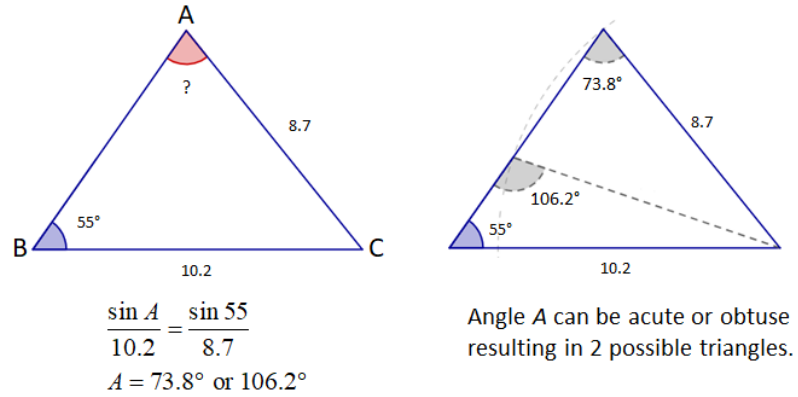 A
?
8.7
55°
B
C
10.2
sin A / 10.2 = sin 55 / 8.7
A = 73.8° or 106.2°
73.8°
8.7
106.2°
55°
10.2
Angle A can be acute or obtuse
resulting in 2 possible triangles.